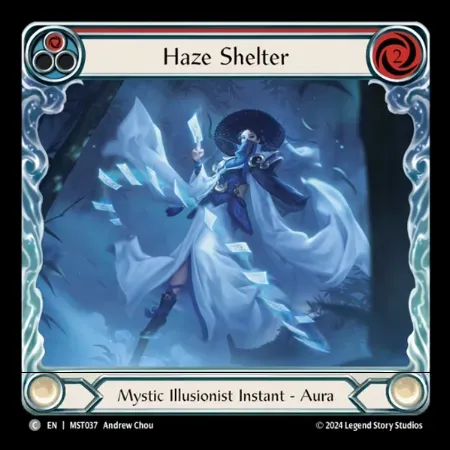 Haze Shelter
2
Mystic Illusionist Instant - Aura
C EN | MST037 Andrew Chou © 2024 Legend Story Studios